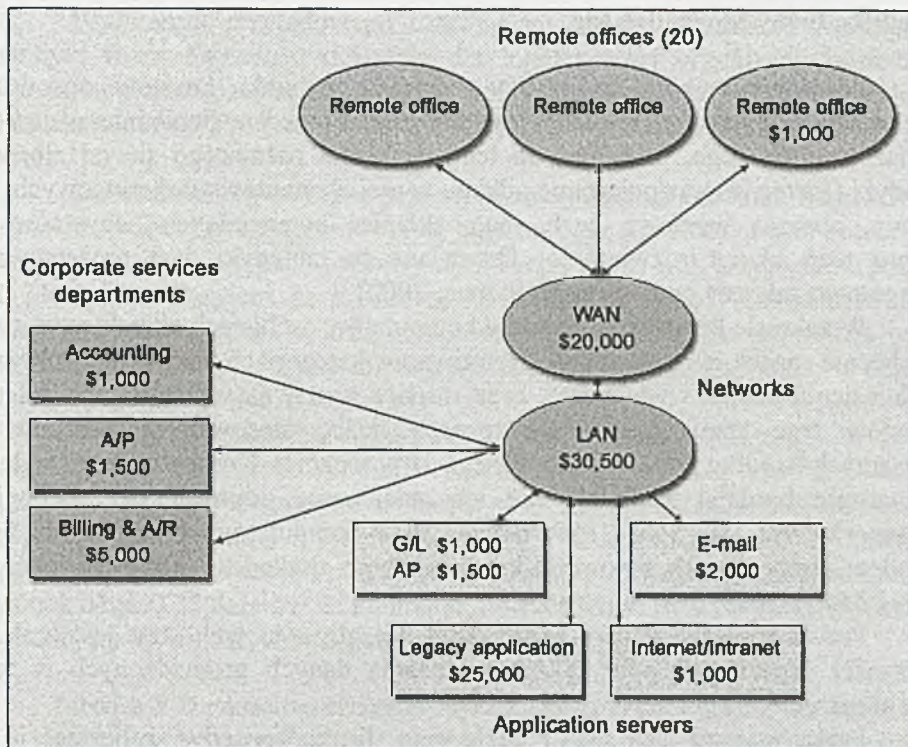 Remote offices (20)
Remote office
Remote office
Remote office
$1,000
WAN
$20,000
Networks
LAN
$30,500
Corporate services
departments
Accounting
$1,000
A/P
$1,500
Billing & A/R
$5,000
G/L $1,000
AP $1,500
E-mail
$2,000
Legacy application
$25,000
Internet/Intranet
$1,000
Application servers